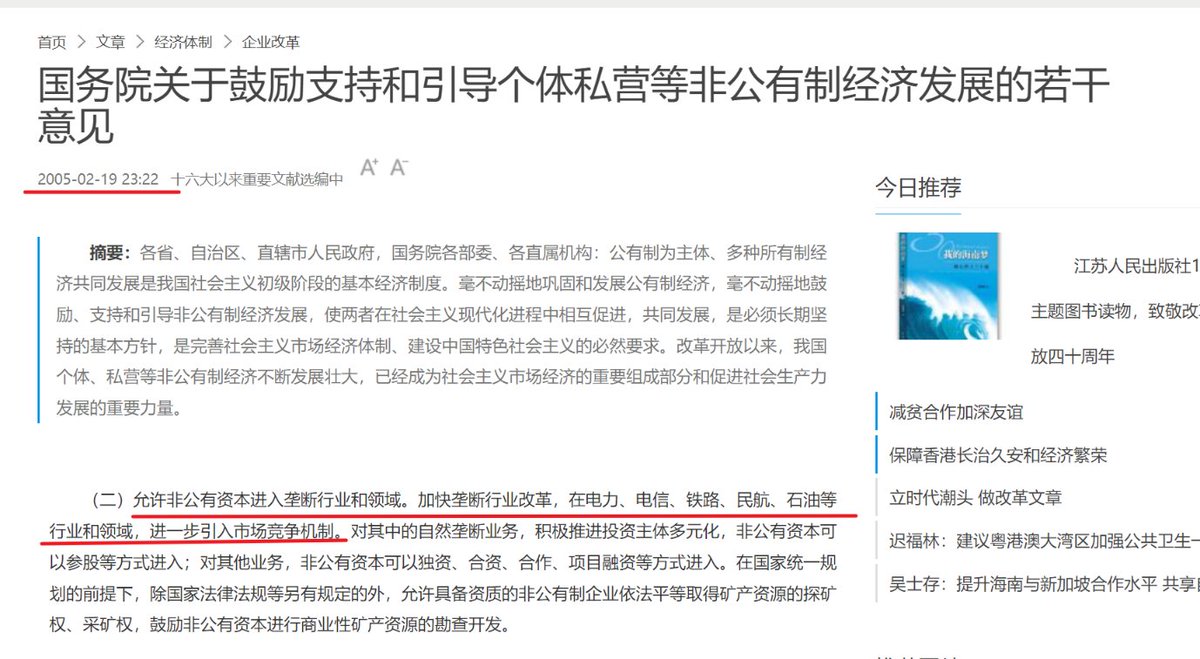 首页 > 文章 > 经济体制 > 企业改革
国务院关于鼓励支持和引导个体私营等非公有制经济发展的若干
意见
2005-02-19 23:22 十六大以来重要文献选编中 A+ A-
摘要：各省、自治区、直辖市人民政府，国务院各部委、各直属机构：公有制为主体、多种所有制经
济共同发展是我国社会主义初级阶段的基本经济制度。毫不动摇地巩固和发展公有制经济，毫不动摇地鼓
励、支持和引导非公有制经济发展，使两者在社会主义现代化进程中相互促进，共同发展，是必须长期坚
持的基本方针，是完善社会主义市场经济体制、建设中国特色社会主义的必然要求。改革开放以来，我国
个体、私营等非公有制经济不断发展壮大，已经成为社会主义市场经济的重要组成部分和促进社会生产力
发展的重要力量。
（二）允许非公有资本进入垄断行业和领域。加快垄断行业改革，在电力、电信、铁路、民航、石油等
行业和领域，进一步引入市场竞争机制。对其中的自然垄断业务，积极推进投资主体多元化，非公有资本可
以参股等方式进入；对其他业务，非公有资本可以独资、合资、合作、项目融资等方式进入。在国家统一规
划的前提下，除国家法律法规等另有规定的外，允许具备资质的非公有制企业依法平等取得矿产资源的探矿
权、采矿权，鼓励非公有资本进行商业性矿产资源的勘查开发。
今日推荐
我的海南梦
江苏人民出版社1
主题图书读物，致敬改
放四十周年
减贫合作加深友谊
保障香港长治久安和经济繁荣
立时代潮头 做改革文章
迟福林：建议粤港澳大湾区加强公共卫生一
吴士存：提升海南与新加坡合作水平 共享